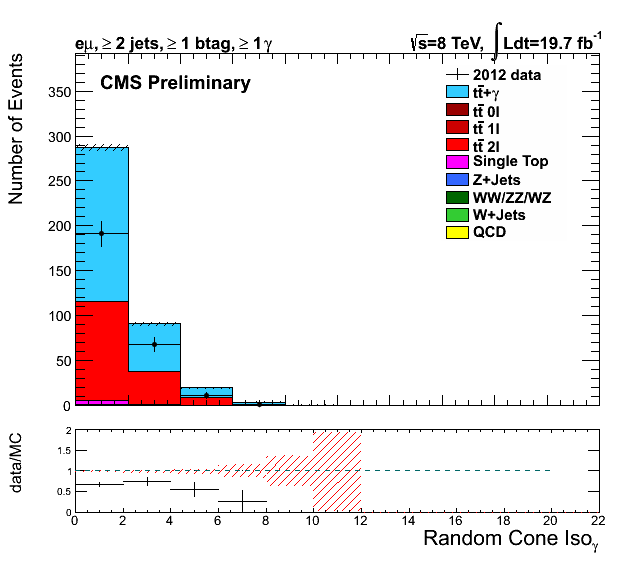 eμ, ≥ 2 jets, ≥ 1 btag, ≥ 1γ
√s=8 TeV, ∫Ldt=19.7 fb⁻¹
CMS Preliminary
Number of Events
350
300
250
200
150
100
50
0
2012 data
tt̄+γ
tt̄ 0l
tt̄ 1l
tt̄ 2l
Single Top
Z+Jets
WW/ZZ/WZ
W+Jets
QCD
data/MC
2
1.5
1
0.5
0
0 2 4 6 8 10 12 14 16 18 20 22
Random Cone Isoᵧ